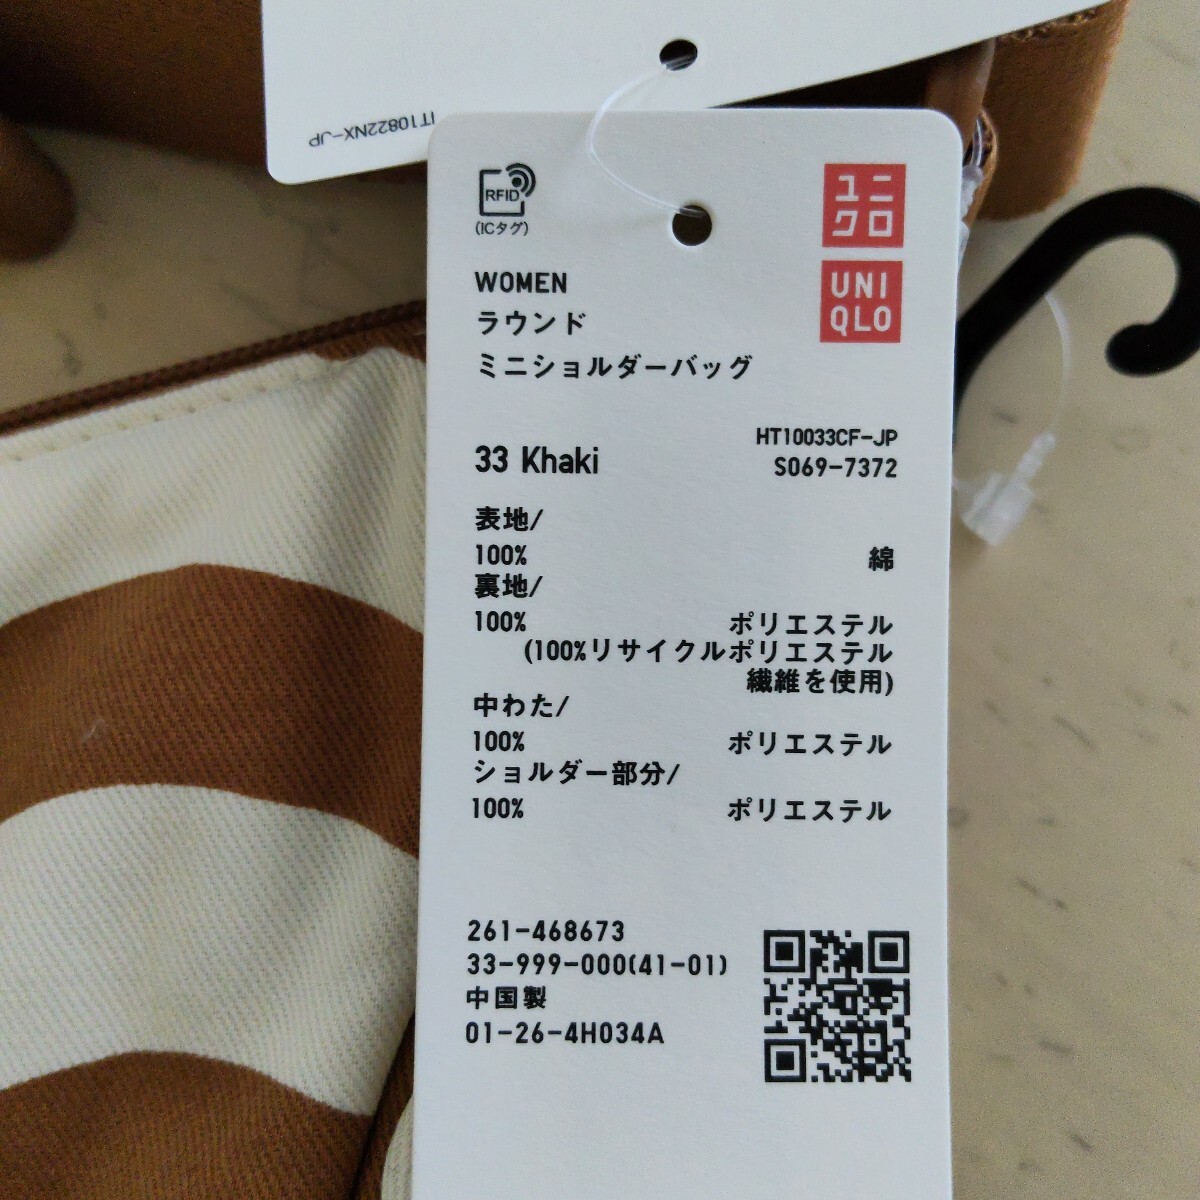 IT10822NX-JP
RFID
(ICタグ)
ユニ
クロ
UNI
QLO
WOMEN
ラウンド
ミニショルダーバッグ
HT10033CF-JP
33 Khaki
S069-7372
表地/
100% 綿
裏地/
100% ポリエステル
(100%リサイクルポリエステル
繊維を使用)
中わた/
100% ポリエステル
ショルダー部分/
100% ポリエステル
261-468673
33-999-000(41-01)
中国製
01-26-4H034A